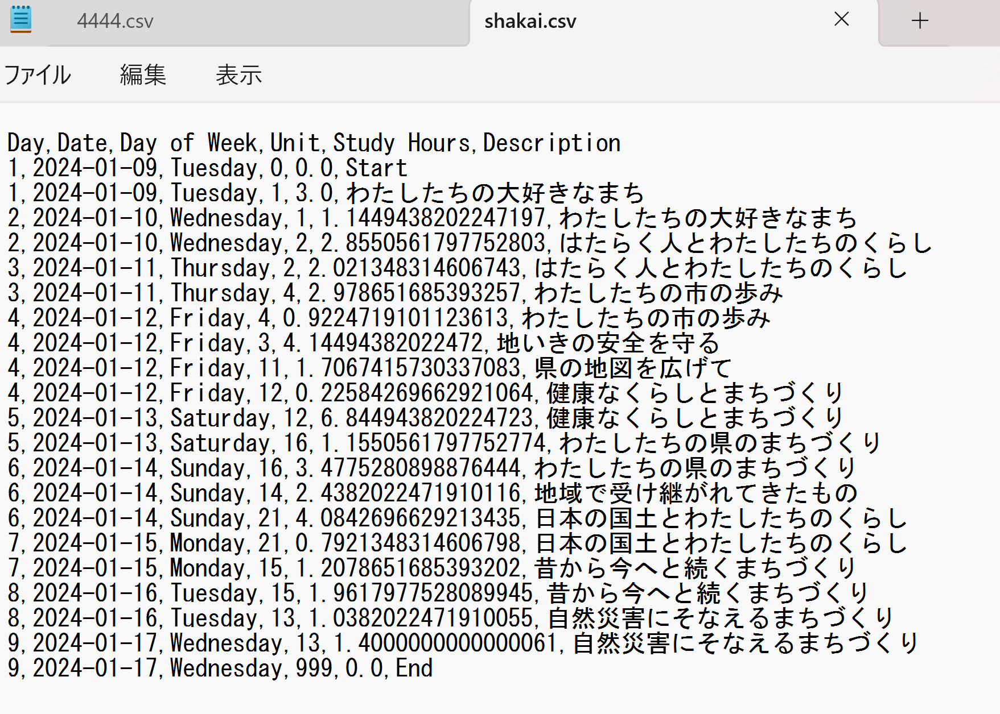 4444.csv
shakai.csv
ファイル 編集 表示
Day,Date,Day of Week,Unit,Study Hours,Description
1,2024-01-09,Tuesday,0,0.0,Start
1,2024-01-09,Tuesday,1,3.0,わたしたちの大好きなまち
2,2024-01-10,Wednesday,1,1.1449438202247197,わたしたちの大好きなまち
2,2024-01-10,Wednesday,2,2.8550561797752803,はたらく人とわたしたちのくらし
3,2024-01-11,Thursday,2,2.021348314606743,はたらく人とわたしたちのくらし
3,2024-01-11,Thursday,4,2.978651685393257,わたしたちの市の歩み
4,2024-01-12,Friday,4,0.9224719101123613,わたしたちの市の歩み
4,2024-01-12,Friday,3,4.14494382022472,地いきの安全を守る
4,2024-01-12,Friday,11,1.7067415730337083,県の地図を広げて
4,2024-01-12,Friday,12,0.22584269662921064,健康なくらしとまちづくり
5,2024-01-13,Saturday,12,6.844943820224723,健康なくらしとまちづくり
5,2024-01-13,Saturday,16,1.1550561797752774,わたしたちの県のまちづくり
6,2024-01-14,Sunday,16,3.4775280898876444,わたしたちの県のまちづくり
6,2024-01-14,Sunday,14,2.4382022471910116,地域で受け継がれてきたもの
6,2024-01-14,Sunday,21,4.0842696629213435,日本の国土とわたしたちのくらし
7,2024-01-15,Monday,21,0.7921348314606798,日本の国土とわたしたちのくらし
7,2024-01-15,Monday,15,1.2078651685393202,昔から今へと続くまちづくり
8,2024-01-16,Tuesday,15,1.9617977528089945,昔から今へと続くまちづくり
8,2024-01-16,Tuesday,13,1.0382022471910055,自然災害にそなえるまちづくり
9,2024-01-17,Wednesday,13,1.4000000000000061,自然災害にそなえるまちづくり
9,2024-01-17,Wednesday,999,0.0,End